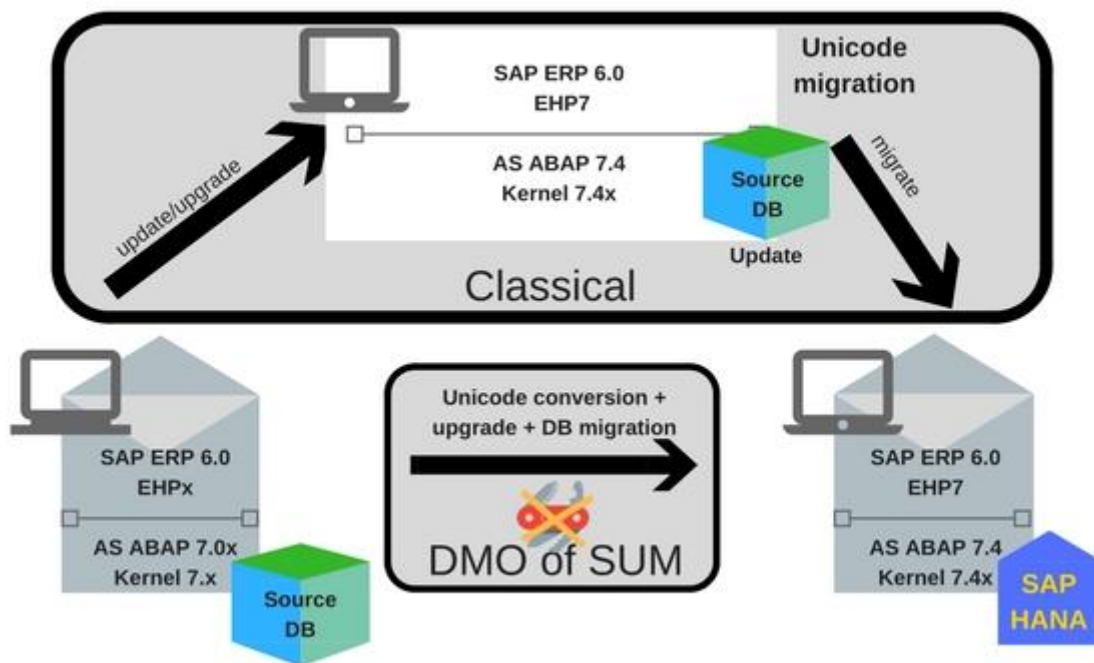 SAP ERP 6.0
EHP7
Unicode
migration
AS ABAP 7.4
Kernel 7.4x
Source
DB
Update
update/upgrade
migrate
Classical
SAP ERP 6.0
EHPx
AS ABAP 7.0x
Kernel 7.x
Source
DB
Unicode conversion +
upgrade + DB migration
DMO of SUM
SAP ERP 6.0
EHP7
AS ABAP 7.4
Kernel 7.4x
SAP
HANA